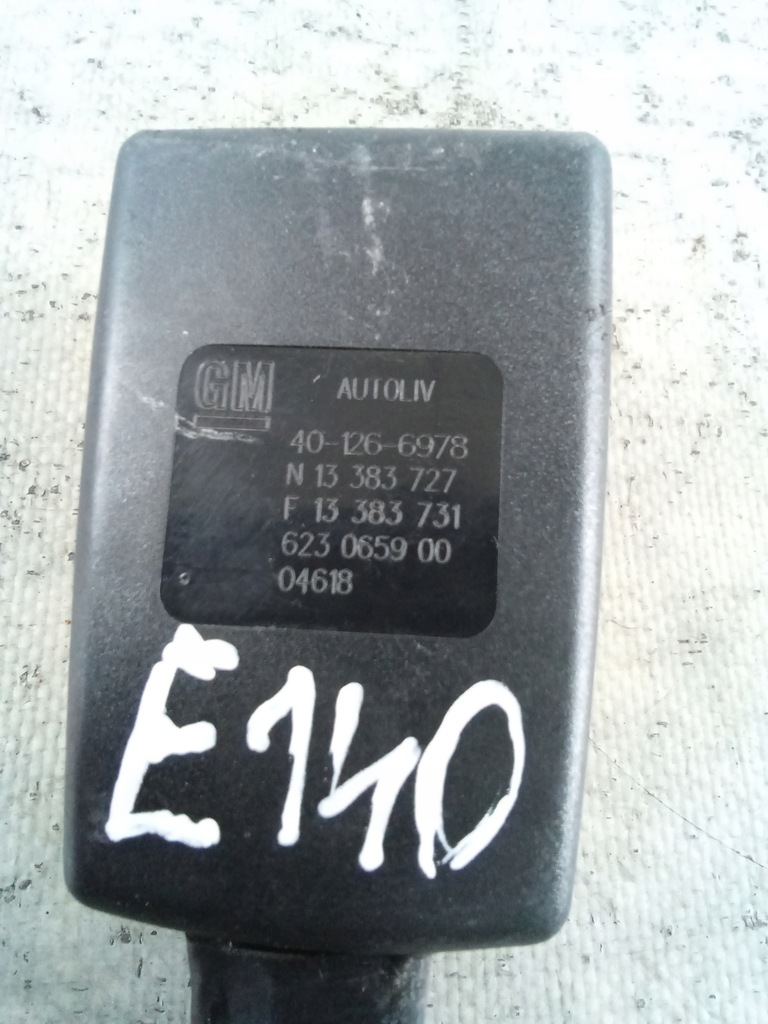 GM AUTOLIV
40-126-6978
N 13 383 727
F 13 383 731
623 0659 00
04618
E140